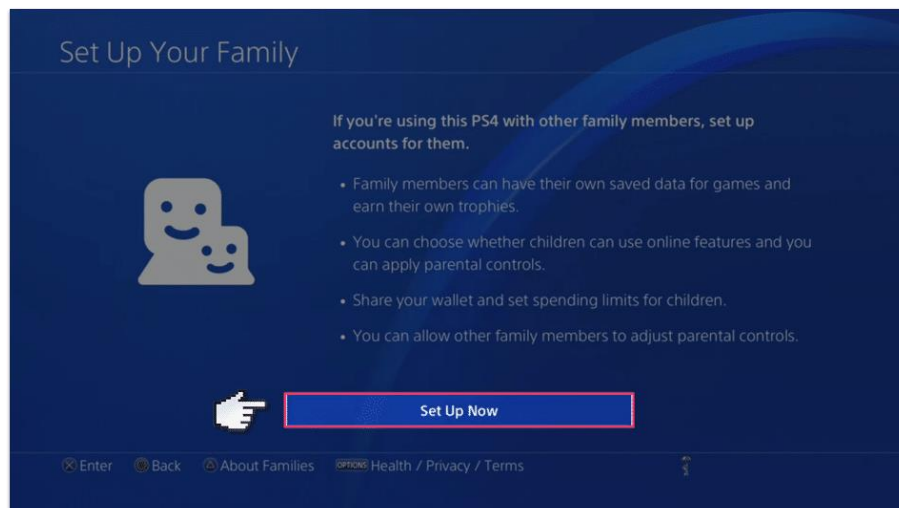 Set Up Your Family
If you're using this PS4 with other family members, set up
accounts for them.
• Family members can have their own saved data for games and
earn their own trophies.
• You can choose whether children can use online features and you
can apply parental controls.
• Share your wallet and set spending limits for children.
• You can allow other family members to adjust parental controls.
Set Up Now
Enter Back About Families OPTIONS Health / Privacy / Terms